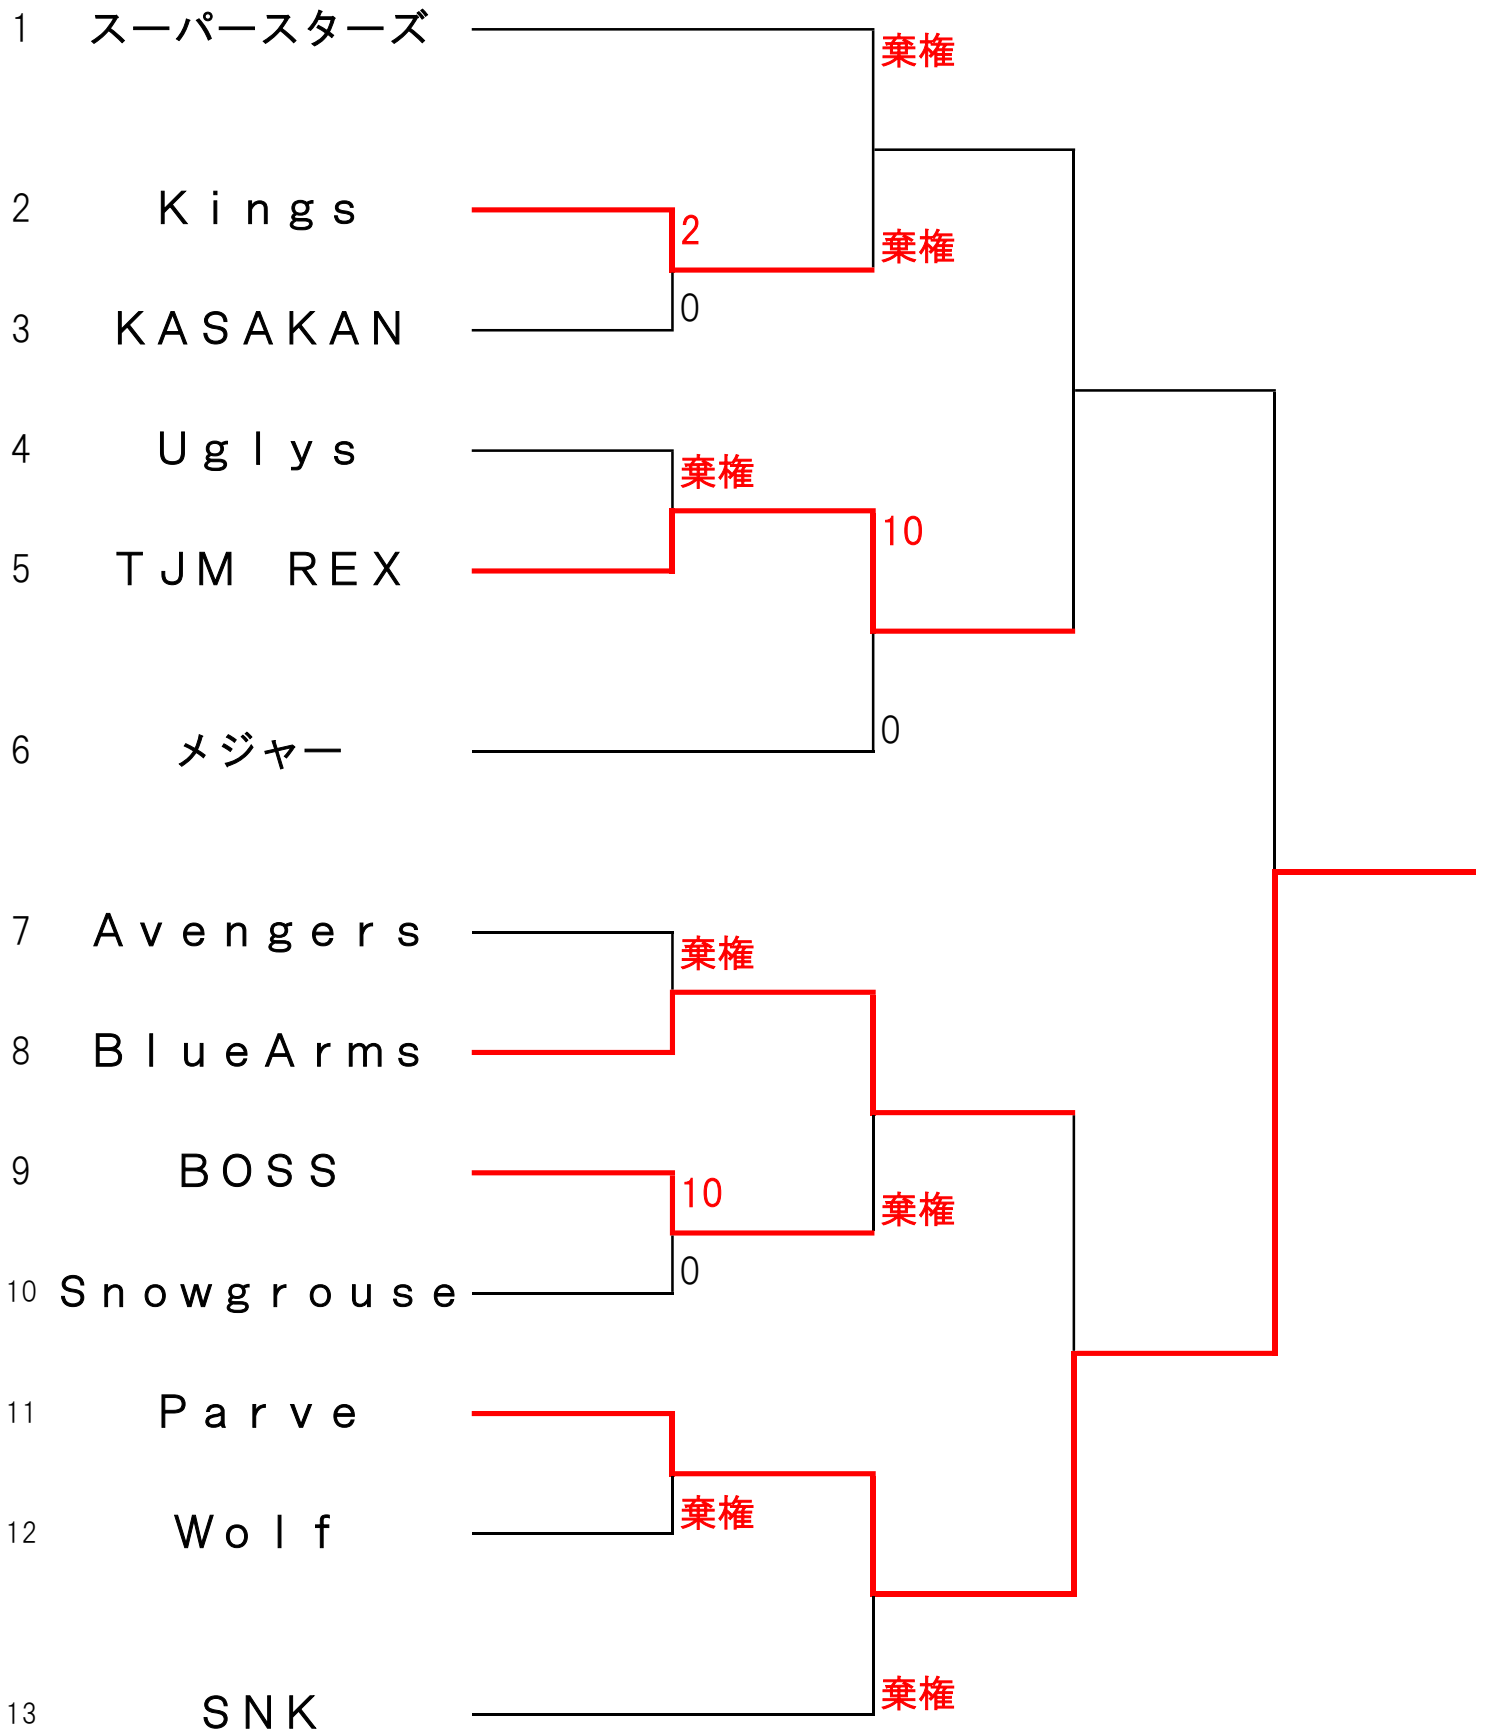 1 スーパースターズ
棄権
2 Ｋｉｎｇｓ
2
棄権
0
3 ＫＡＳＡＫＡＮ
4 Ｕｇｌｙｓ
棄権
10
5 ＴＪＭ　ＲＥＸ
0
6 メジャー
7 Ａｖｅｎｇｅｒｓ
棄権
8 ＢｌｕｅＡｒｍｓ
9 ＢＯＳＳ
10
棄権
0
10 Ｓｎｏｗｇｒｏｕｓｅ
11 Ｐａｒｖｅ
棄権
12 Ｗｏｌｆ
棄権
13 ＳＮＫ